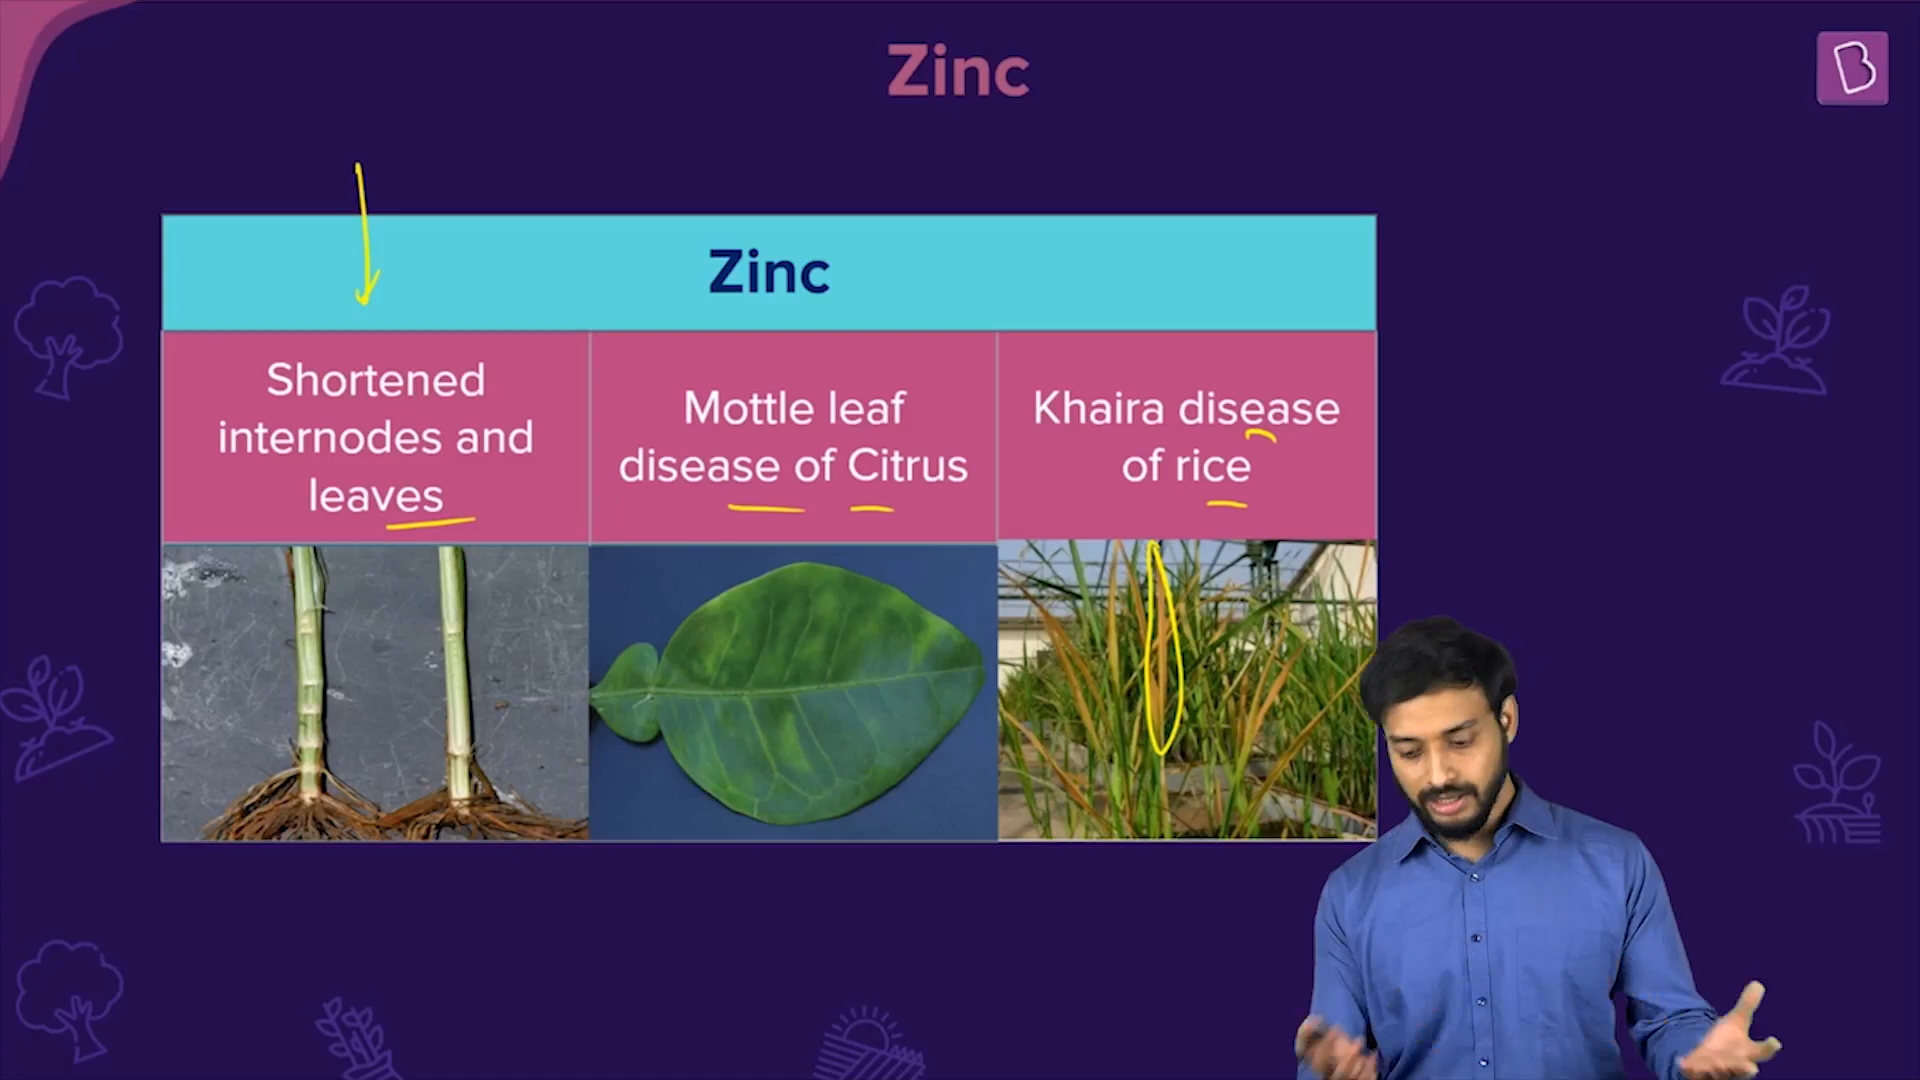 Zinc
B
Zinc
Shortened
internodes and
leaves
Mottle leaf
disease of Citrus
Khaira disease
of rice